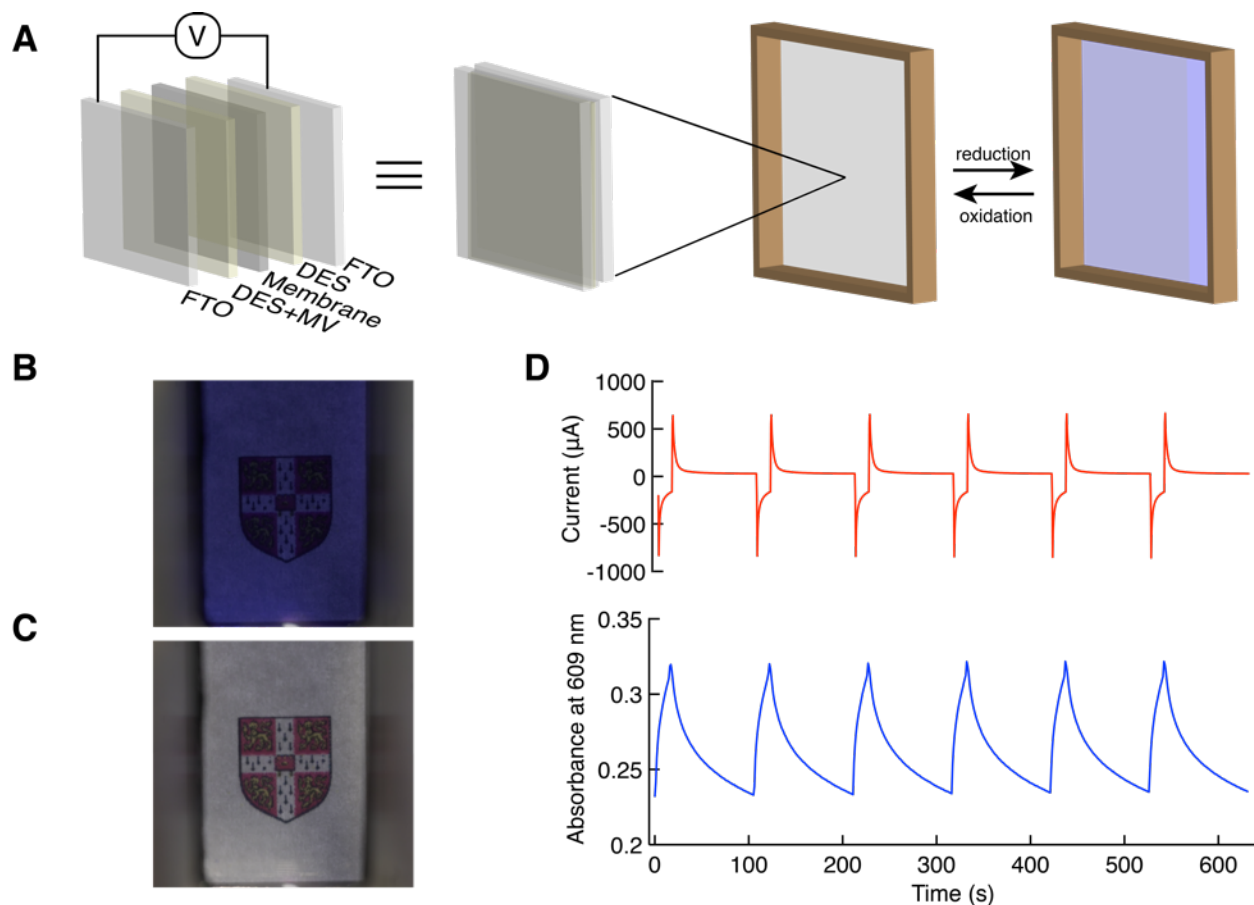 A
V
FTO
DES+MV
Membrane
DES
FTO
reduction
oxidation
B
C
D
1000
500
0
-500
-1000
Current (µA)
0.35
0.3
0.25
0.2
Absorbance at 609 nm
0 100 200 300 400 500 600
Time (s)